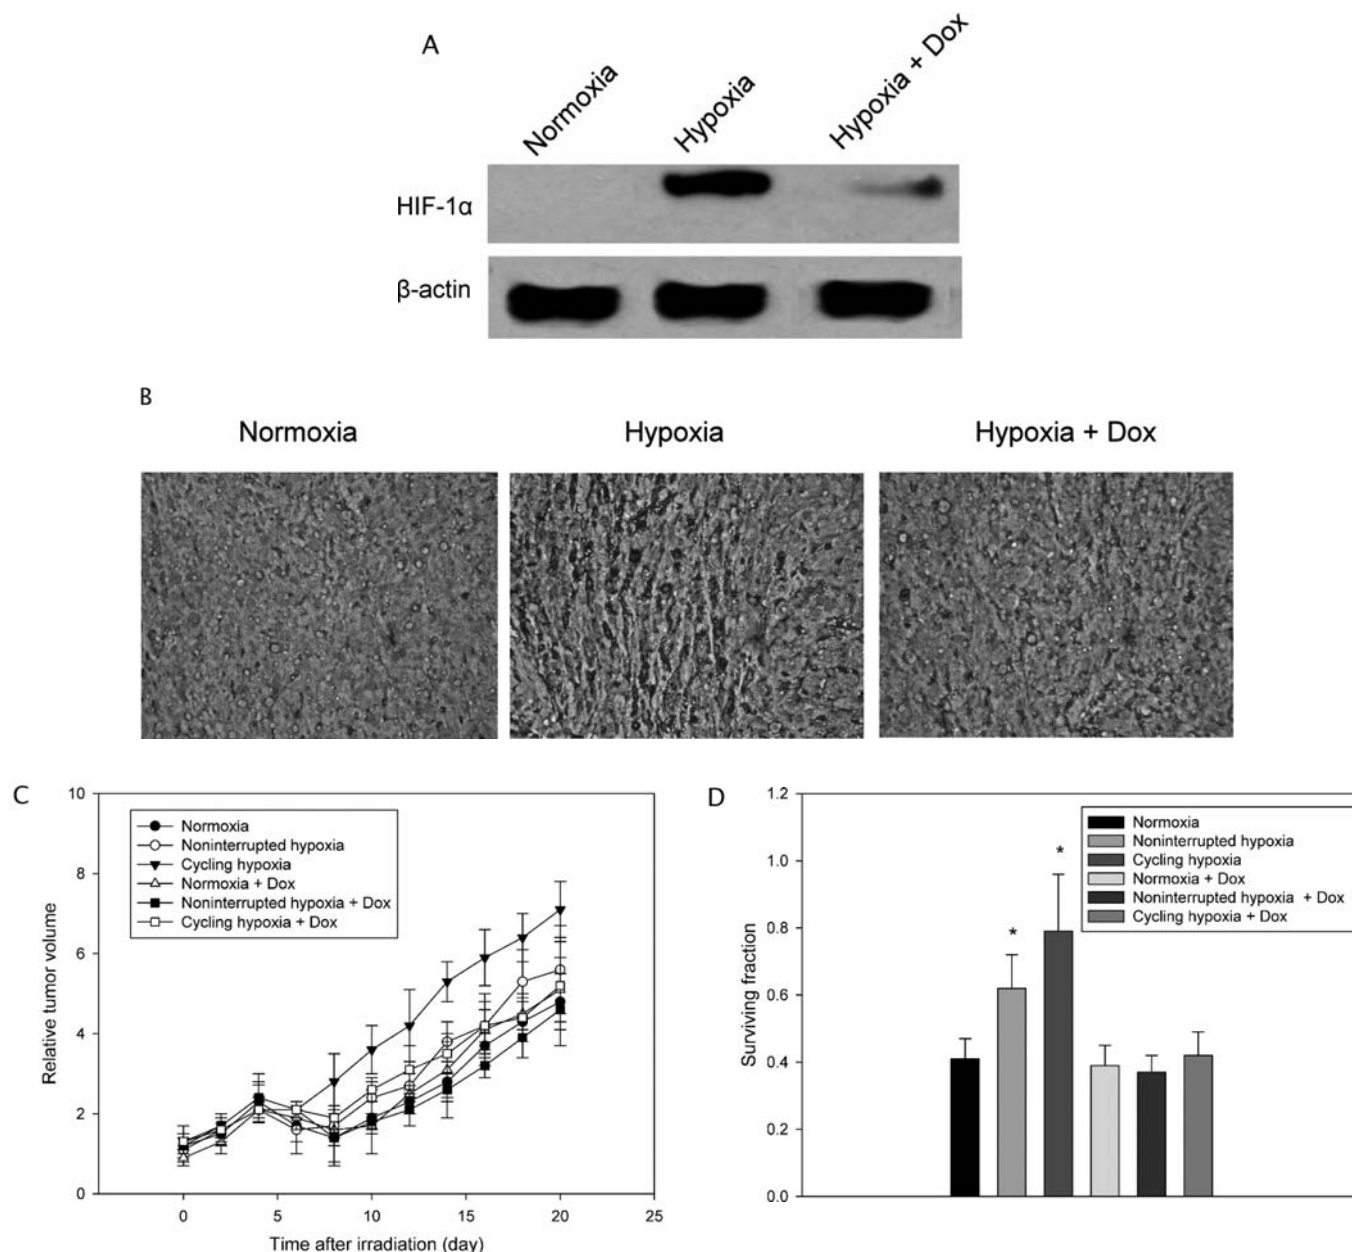 A
Normoxia
Hypoxia
Hypoxia + Dox
HIF-1α
β-actin
B
Normoxia
Hypoxia
Hypoxia + Dox
C
10
8
6
4
2
0
Relative tumor volume
Normoxia
Noninterrupted hypoxia
Cycling hypoxia
Normoxia + Dox
Noninterrupted hypoxia + Dox
Cycling hypoxia + Dox
0 5 10 15 20 25
Time after irradiation (day)
D
1.2
1.0
0.8
0.6
0.4
0.2
0.0
Surviving fraction
*
*
Normoxia
Noninterrupted hypoxia
Cycling hypoxia
Normoxia + Dox
Noninterrupted hypoxia + Dox
Cycling hypoxia + Dox